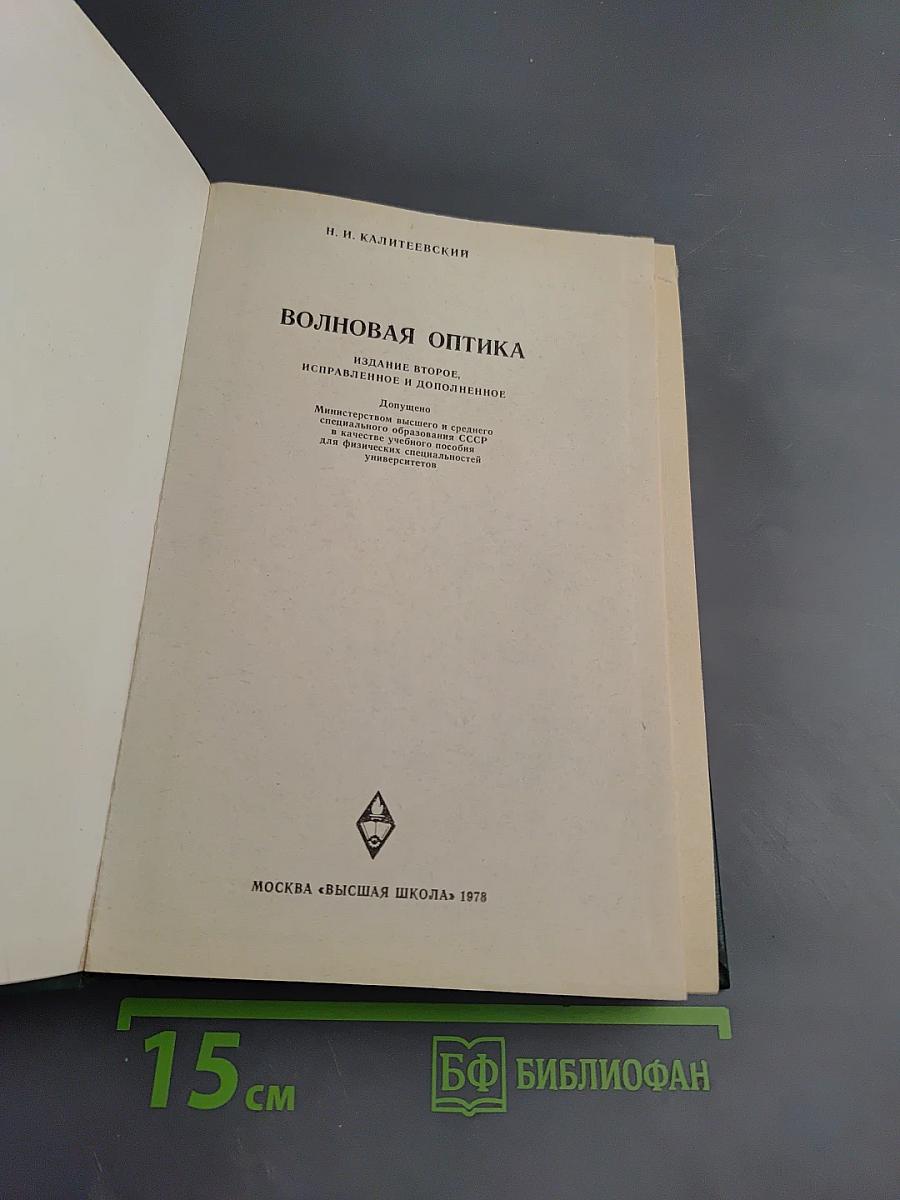 Н. И. КАЛИТЕЕВСКИЙ
ВОЛНОВАЯ ОПТИКА
ИЗДАНИЕ ВТОРОЕ,
ИСПРАВЛЕННОЕ И ДОПОЛНЕННОЕ
Допущено
Министерством высшего и среднего
специального образования СССР
в качестве учебного пособия
для физических специальностей
университетов
МОСКВА «ВЫСШАЯ ШКОЛА» 1978
15 см
БФ БИБЛИОФАН